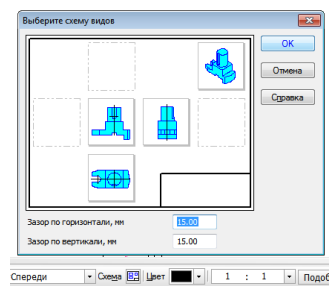 Выберите схему видов
OK
Отмена
Справка
Зазор по горизонтали, мм 15.00
Зазор по вертикали, мм 15.00
Спереди Схема Цвет 1 : 1 Подоб